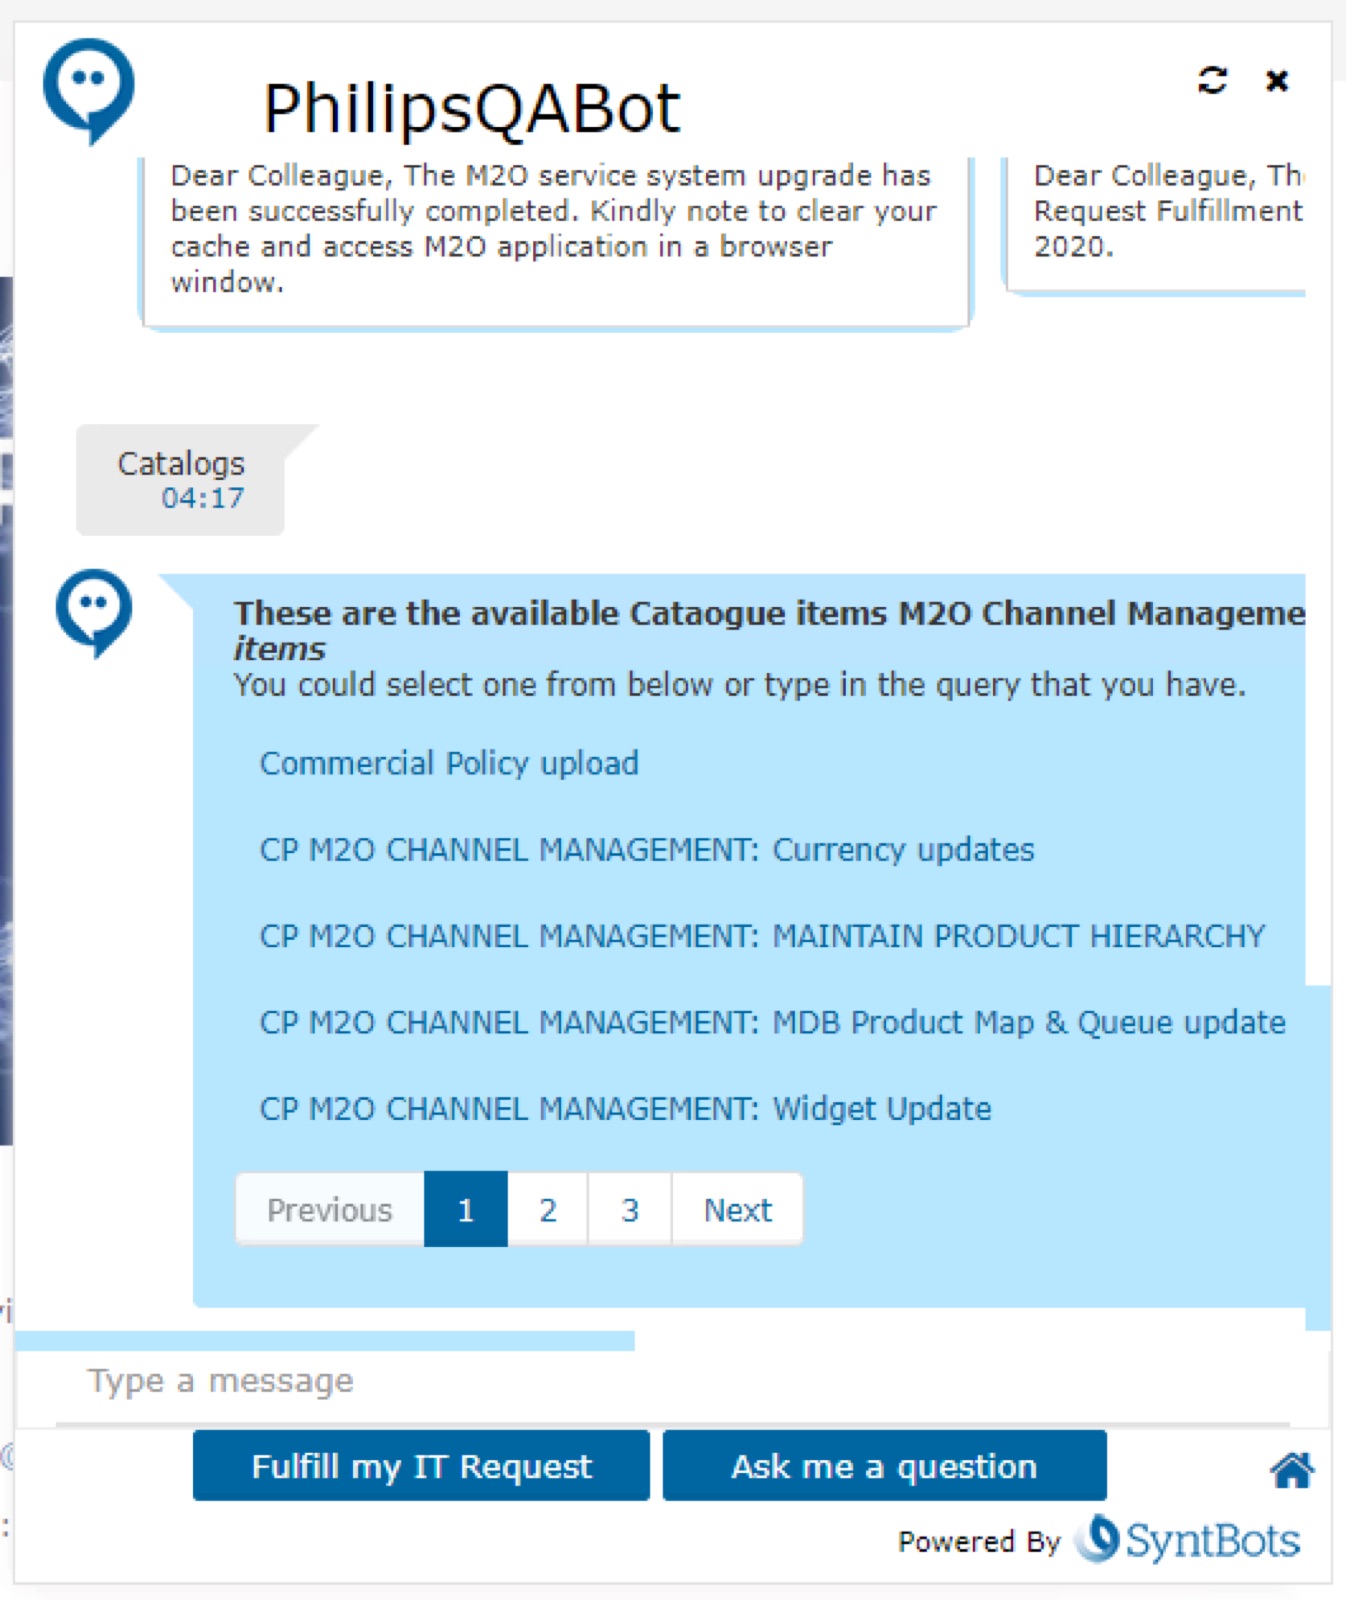 PhilipsQABot
Dear Colleague, The M2O service system upgrade has
been successfully completed. Kindly note to clear your
cache and access M2O application in a browser
window.
Dear Colleague,
Request Fulfillment
2020.
Catalogs
04:17
These are the available Cataogue items M2O Channel
items
You could select one from below or type in the query that you have.
Commercial Policy upload
CP M2O CHANNEL MANAGEMENT: Currency updates
CP M2O CHANNEL MANAGEMENT: MAINTAIN PRODUCT HIERARCHY
CP M2O CHANNEL MANAGEMENT: MDB Product Map & Queue update
CP M2O CHANNEL MANAGEMENT: Widget Update
Previous 1 2 3 Next
Type a message
Fulfill my IT Request Ask me a question
Powered By SyntBots